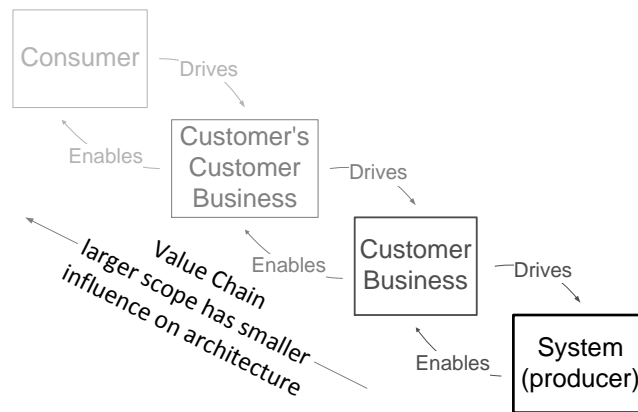 Consumer
Drives
Enables
Customer's
Customer
Business
Drives
Enables
Customer
Business
Drives
Enables
System
(producer)
Value Chain
larger scope has smaller
influence on architecture